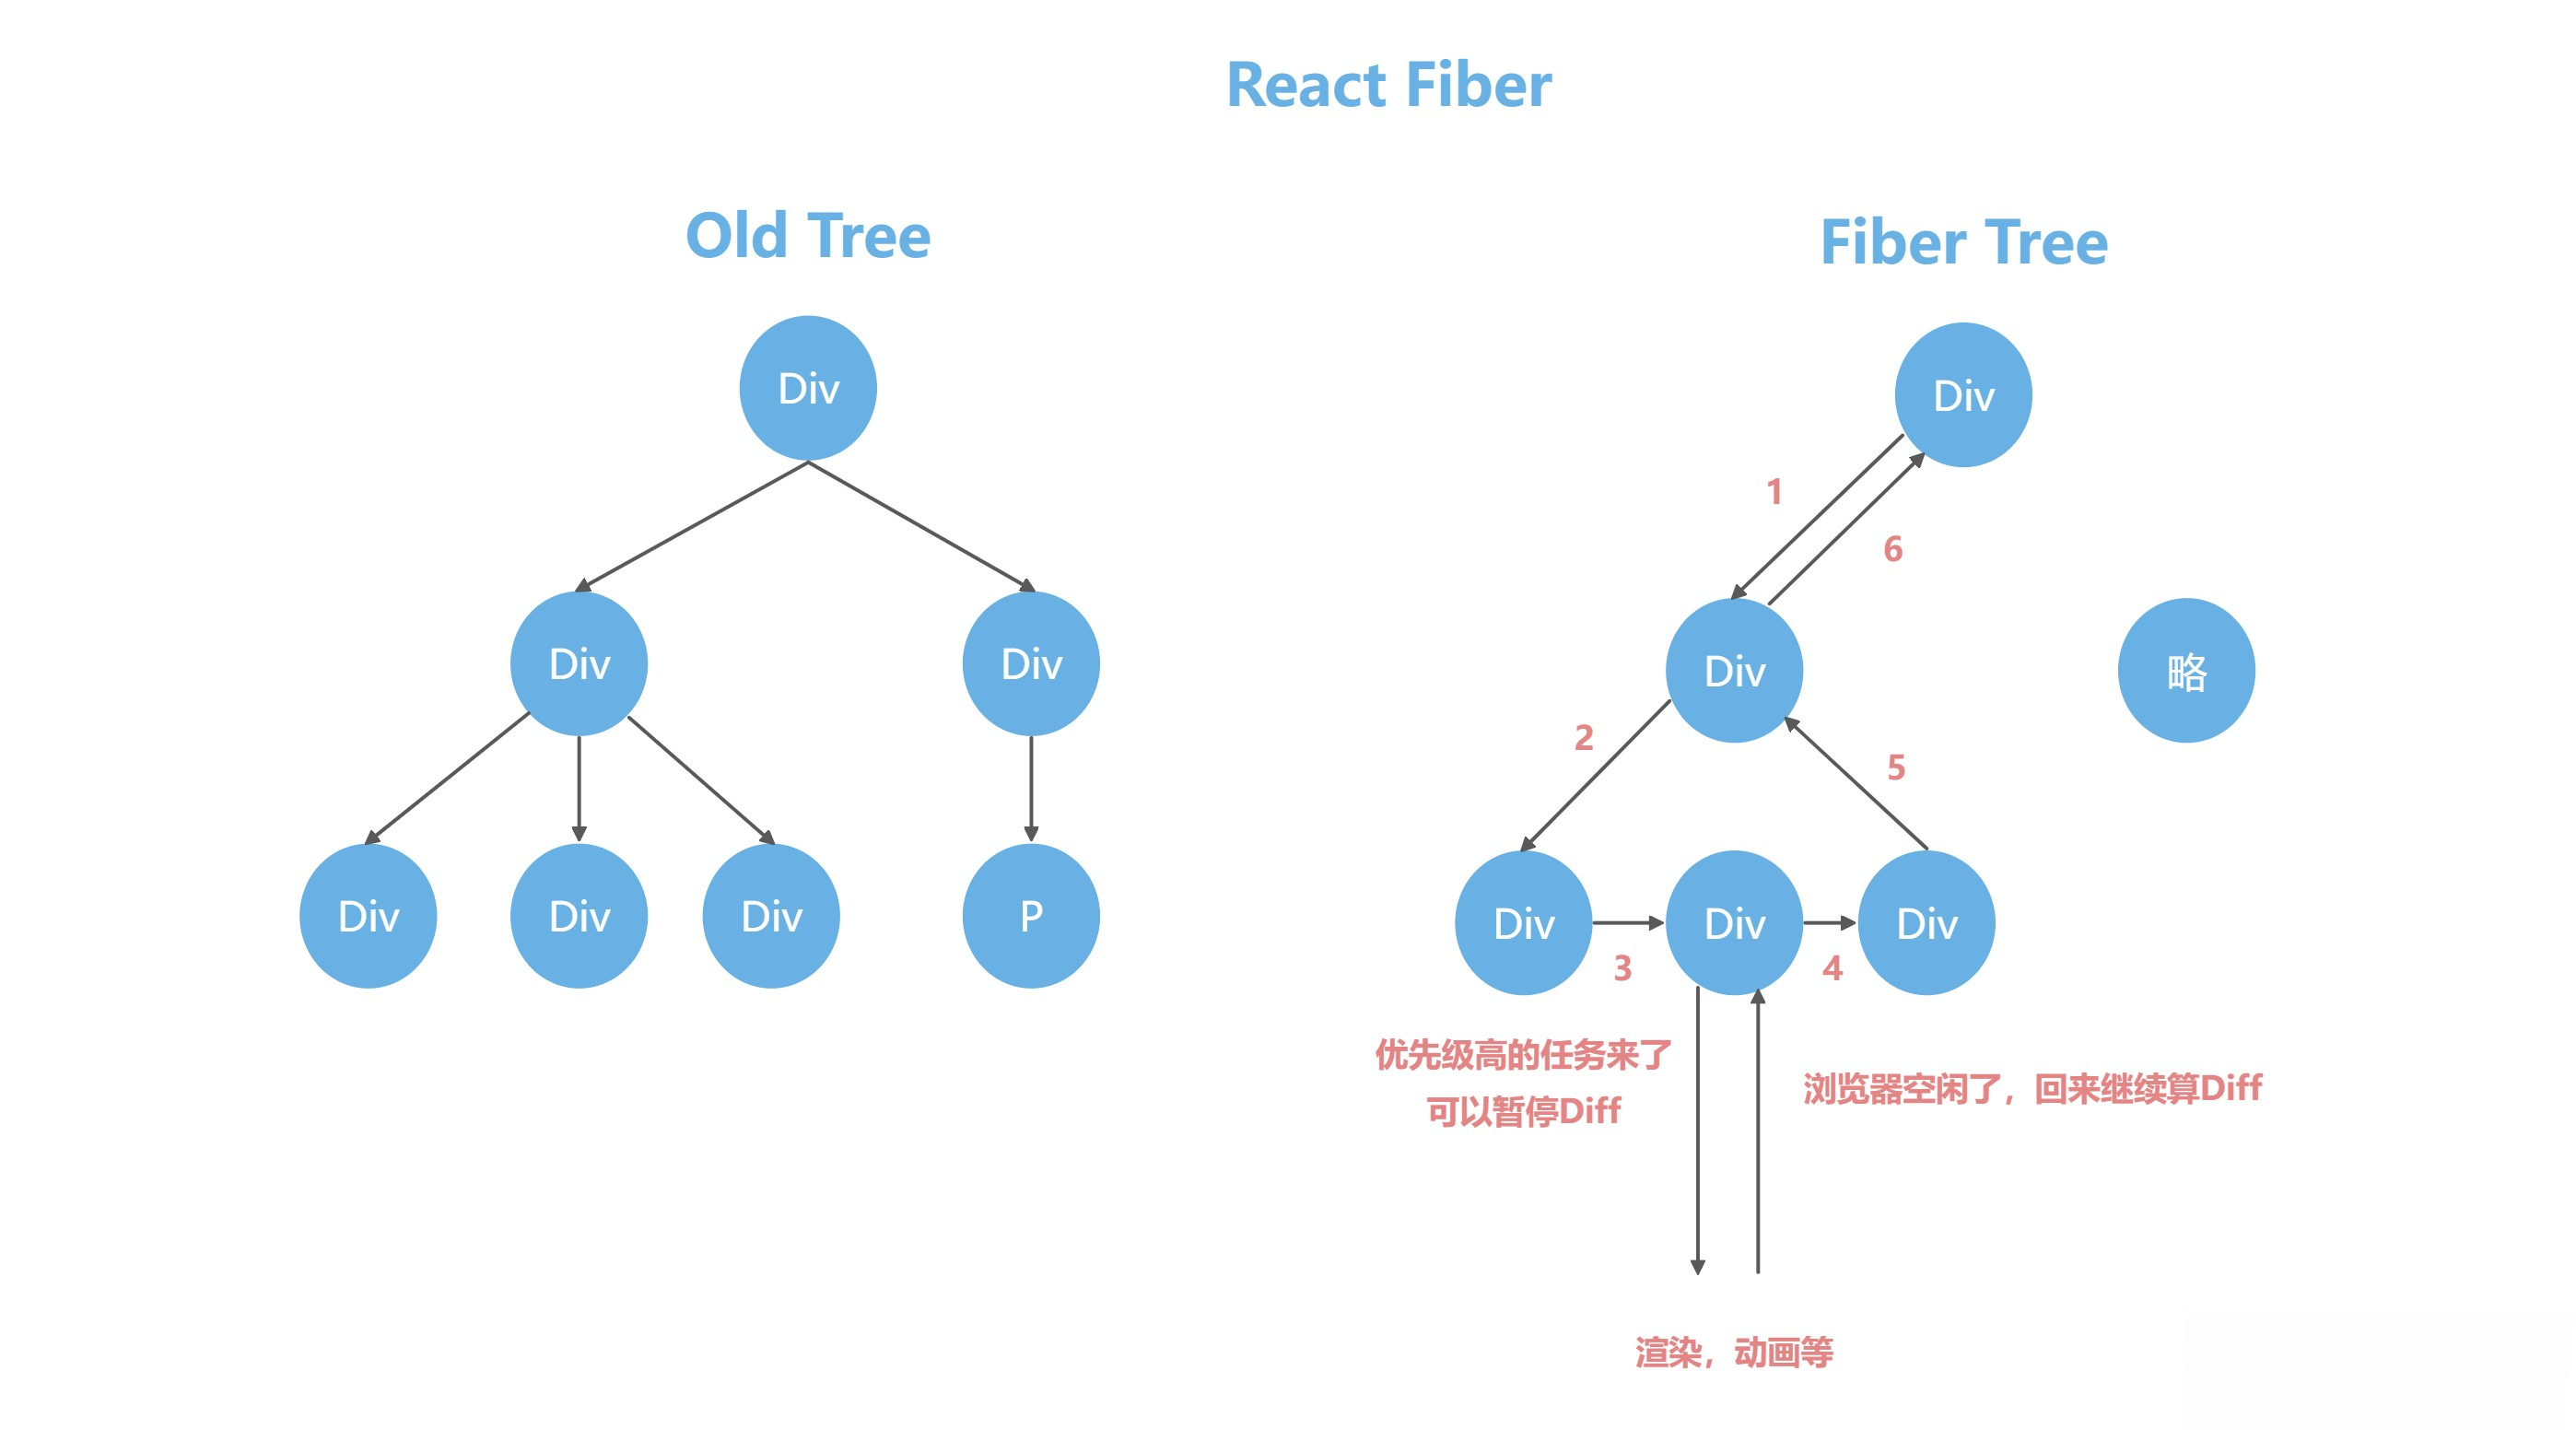 React Fiber
Old Tree
Div
Div
Div
Div
Div
Div
P
Fiber Tree
Div
1
6
Div
略
2
5
Div
Div
Div
3
4
优先级高的任务来了
可以暂停Diff
浏览器空闲了，回来继续算Diff
渲染，动画等